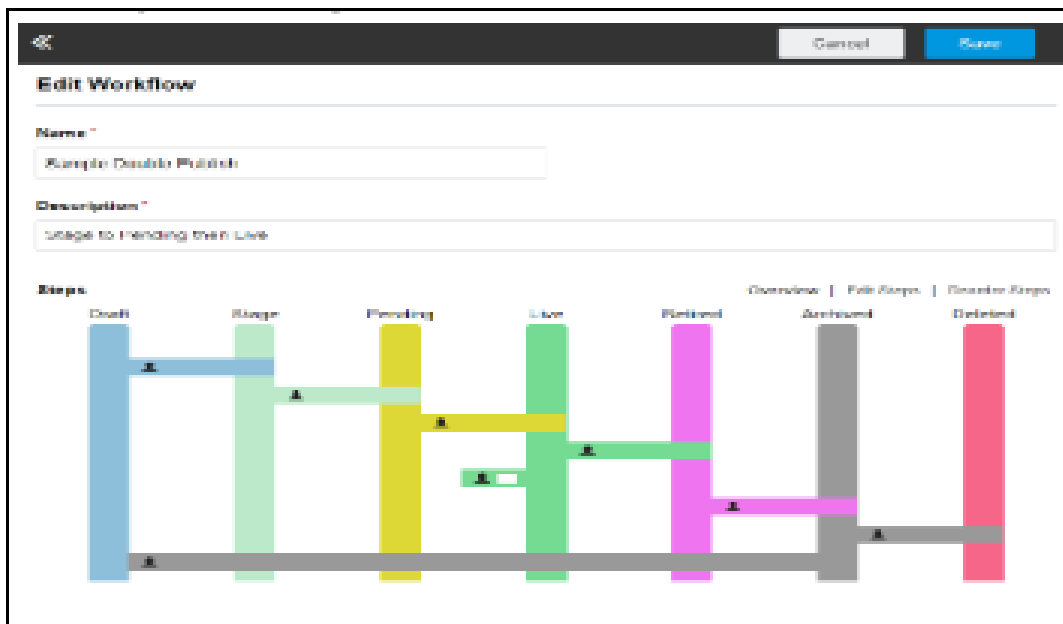 Cancel Save
Edit Workflow
Name *
Sample Double Publish
Description *
Stage to Pending then Live
Steps Overview | Edit Steps | Reorder Steps
Draft Stage Pending Live Retired Archived Deleted